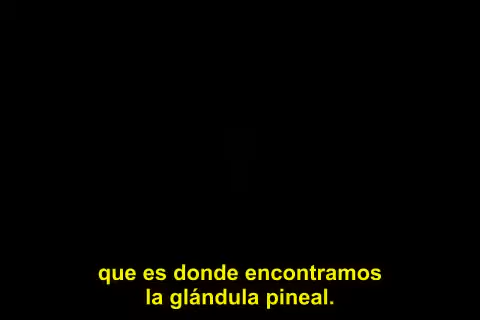 que es donde encontramos
la glándula pineal.